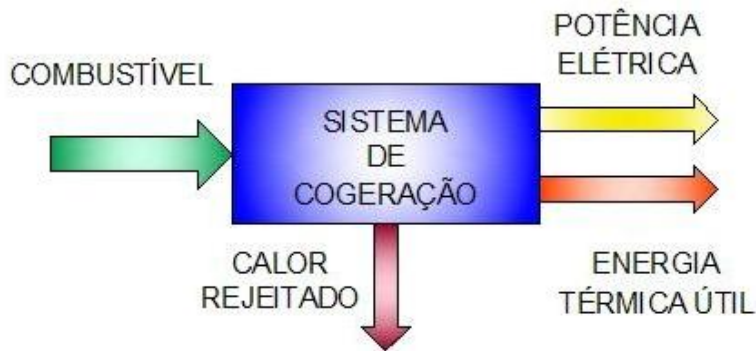 COMBUSTÍVEL
SISTEMA
DE
COGERAÇÃO
POTÊNCIA
ELÉTRICA
CALOR
REJEITADO
ENERGIA
TÉRMICA ÚTIL